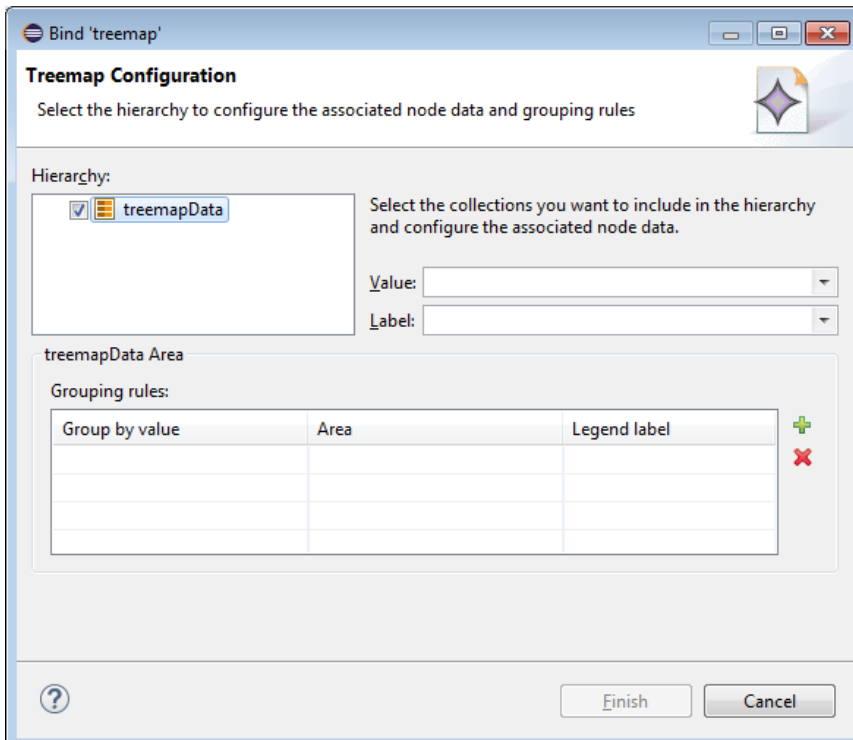 Bind 'treemap'
Treemap Configuration
Select the hierarchy to configure the associated node data and grouping rules
Hierarchy:
treemapData
Select the collections you want to include in the hierarchy
and configure the associated node data.
Value:
Label:
treemapData Area
Grouping rules:
Group by value Area Legend label
? Finish Cancel